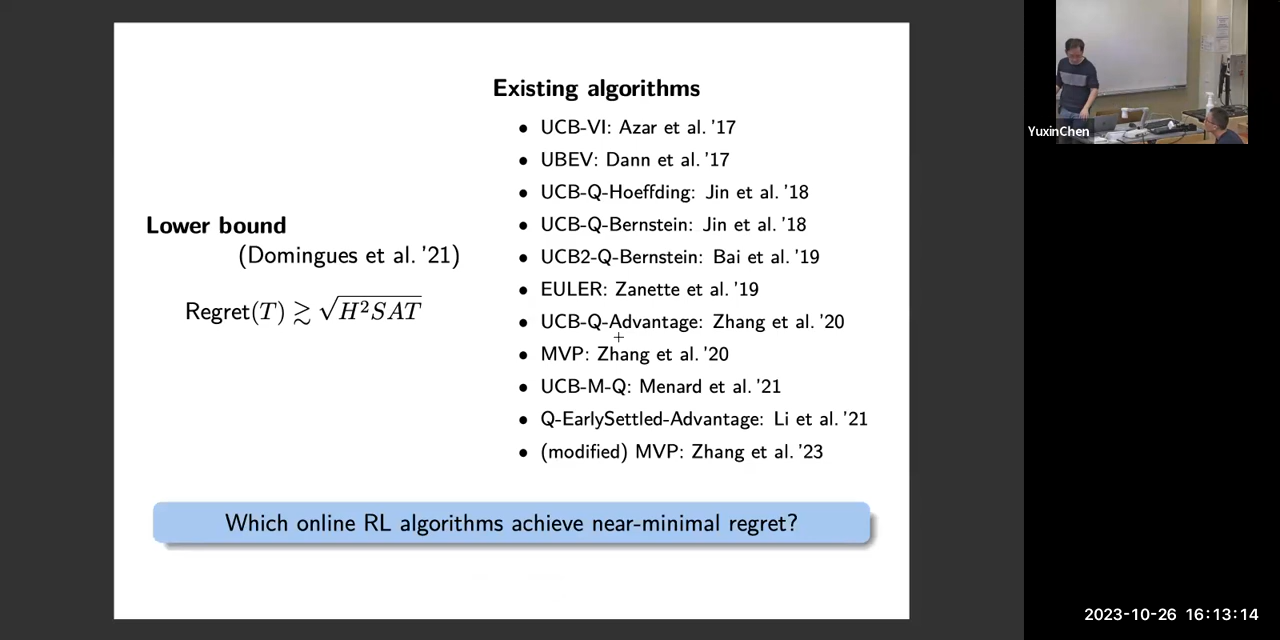 Existing algorithms
• UCB-VI: Azar et al. '17
• UBEV: Dann et al. '17
• UCB-Q-Hoeffding: Jin et al. '18
• UCB-Q-Bernstein: Jin et al. '18
• UCB2-Q-Bernstein: Bai et al. '19
• EULER: Zanette et al. '19
• UCB-Q-Advantage: Zhang et al. '20
• MVP: Zhang et al. '20
• UCB-M-Q: Menard et al. '21
• Q-EarlySettled-Advantage: Li et al. '21
• (modified) MVP: Zhang et al. '23
Lower bound
(Domingues et al. '21)
Regret(T) ≳ √H²SAT
Which online RL algorithms achieve near-minimal regret?
YuxinChen
2023-10-26 16:13:14